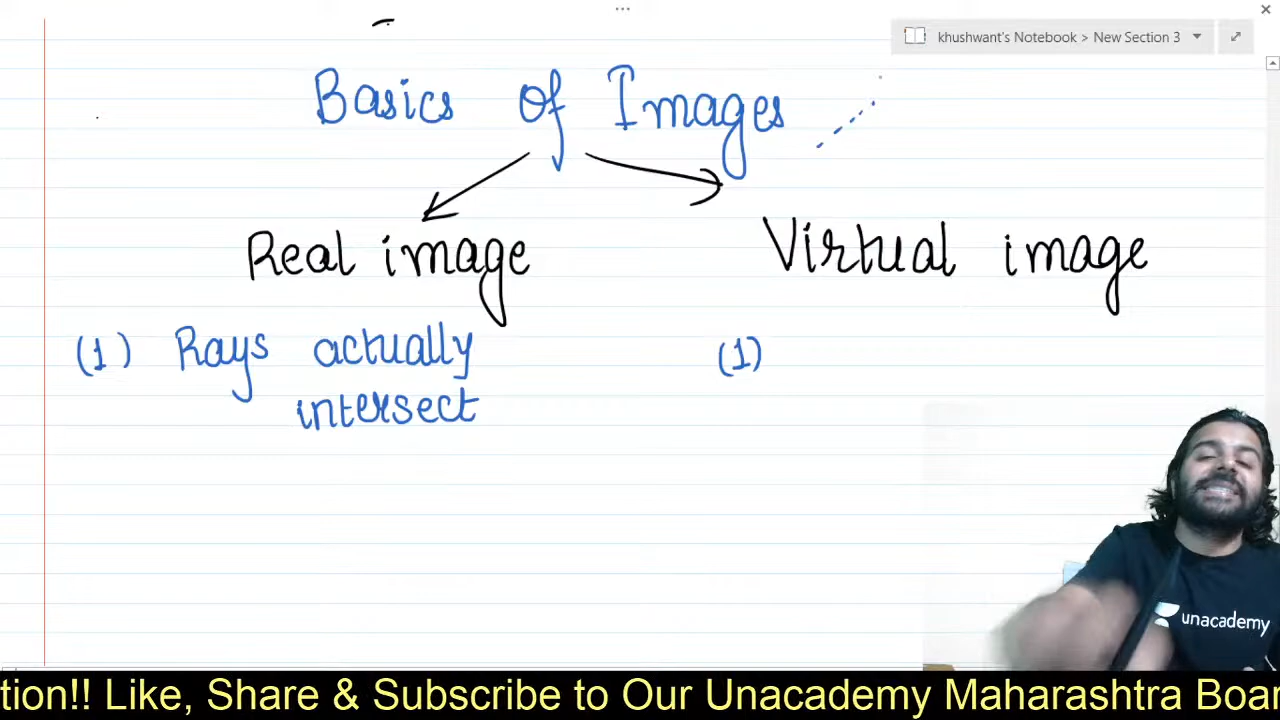 khushwant's Notebook > New Section 3
Basics of Images
Real image
Virtual image
(1) Rays actually
intersect
(1)
unacademy
tion!! Like, Share & Subscribe to Our Unacademy Maharashtra Boar